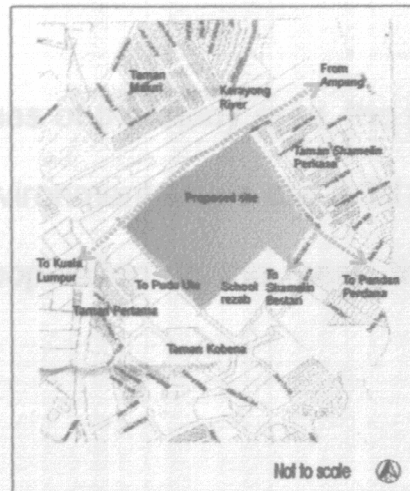 From
Ampang
Taman
Maluri
Kerayong
River
Taman Shamelin
Perkasa
Proposed site
To Kuala
Lumpur
To Pudu Ulu
School
rezab
To
Shamelin
Bestari
To Pandan
Perdana
Taman Pertama
Taman Kobena
Not to scale